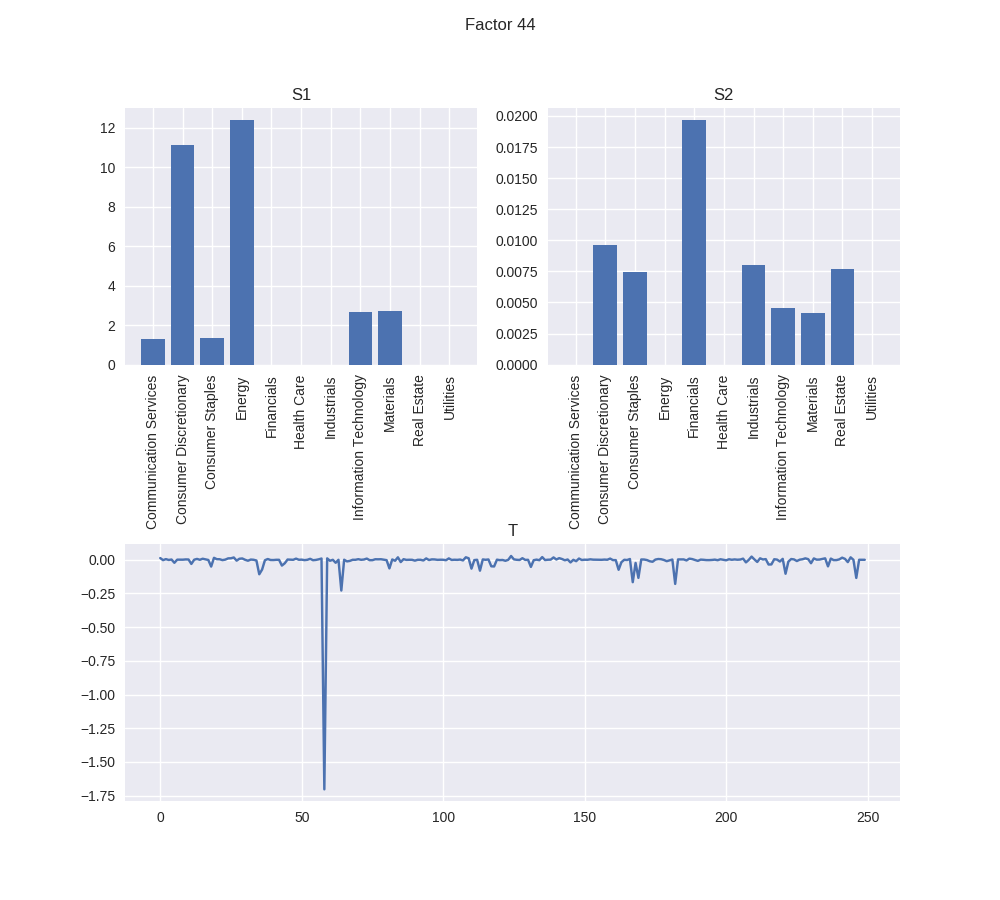 Factor 44
S1
S2
12
10
8
6
4
2
0
0.0200
0.0175
0.0150
0.0125
0.0100
0.0075
0.0050
0.0025
0.0000
Communication Services
Consumer Discretionary
Consumer Staples
Energy
Financials
Health Care
Industrials
Information Technology
Materials
Real Estate
Utilities
Communication Services
Consumer Discretionary
Consumer Staples
Energy
Financials
Health Care
Industrials
Information Technology
Materials
Real Estate
Utilities
T
0.00
−0.25
−0.50
−0.75
−1.00
−1.25
−1.50
−1.75
0
50
100
150
200
250